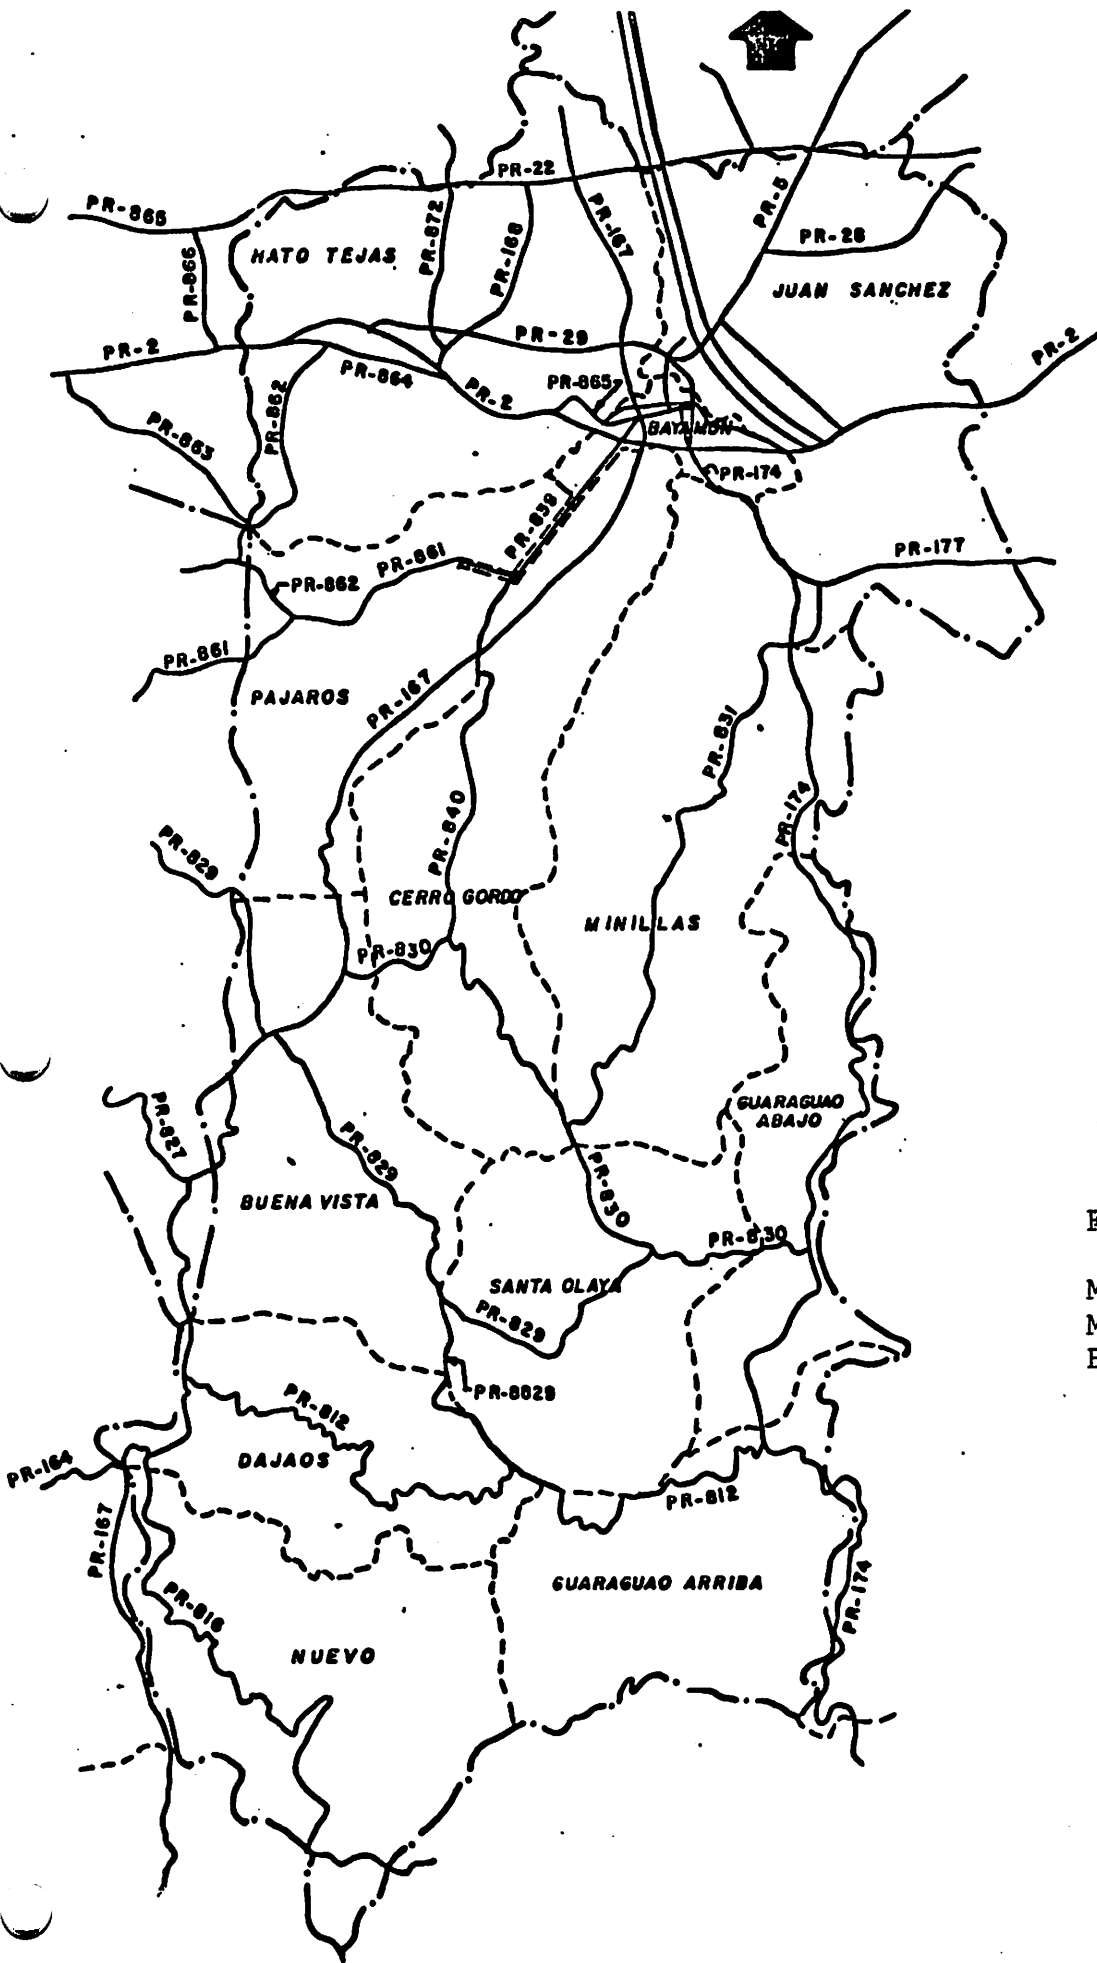 PR-22
PR-865
PR-5
PR-866
HATO TEJAS
PR-872
PR-168
PR-167
PR-28
JUAN SANCHEZ
PR-2
PR-29
PR-2
PR-864
PR-2
PR-865
PR-862
BAYAMON
PR-863
PR-174
PR-838
PR-177
PR-861
PR-862
PR-861
PAJAROS
PR-167
PR-831
PR-174
PR-840
PR-829
CERRO GORDO
MINILLAS
PR-830
GUARAGUAO
ABAJO
PR-827
PR-829
BUENA VISTA
PR-830
PR-830
SANTA OLAYA
PR-829
PR-8829
PR-812
DAJAOS
PR-164
PR-812
PR-167
GUARAGUAO ARRIBA
PR-174
PR-816
NUEVO